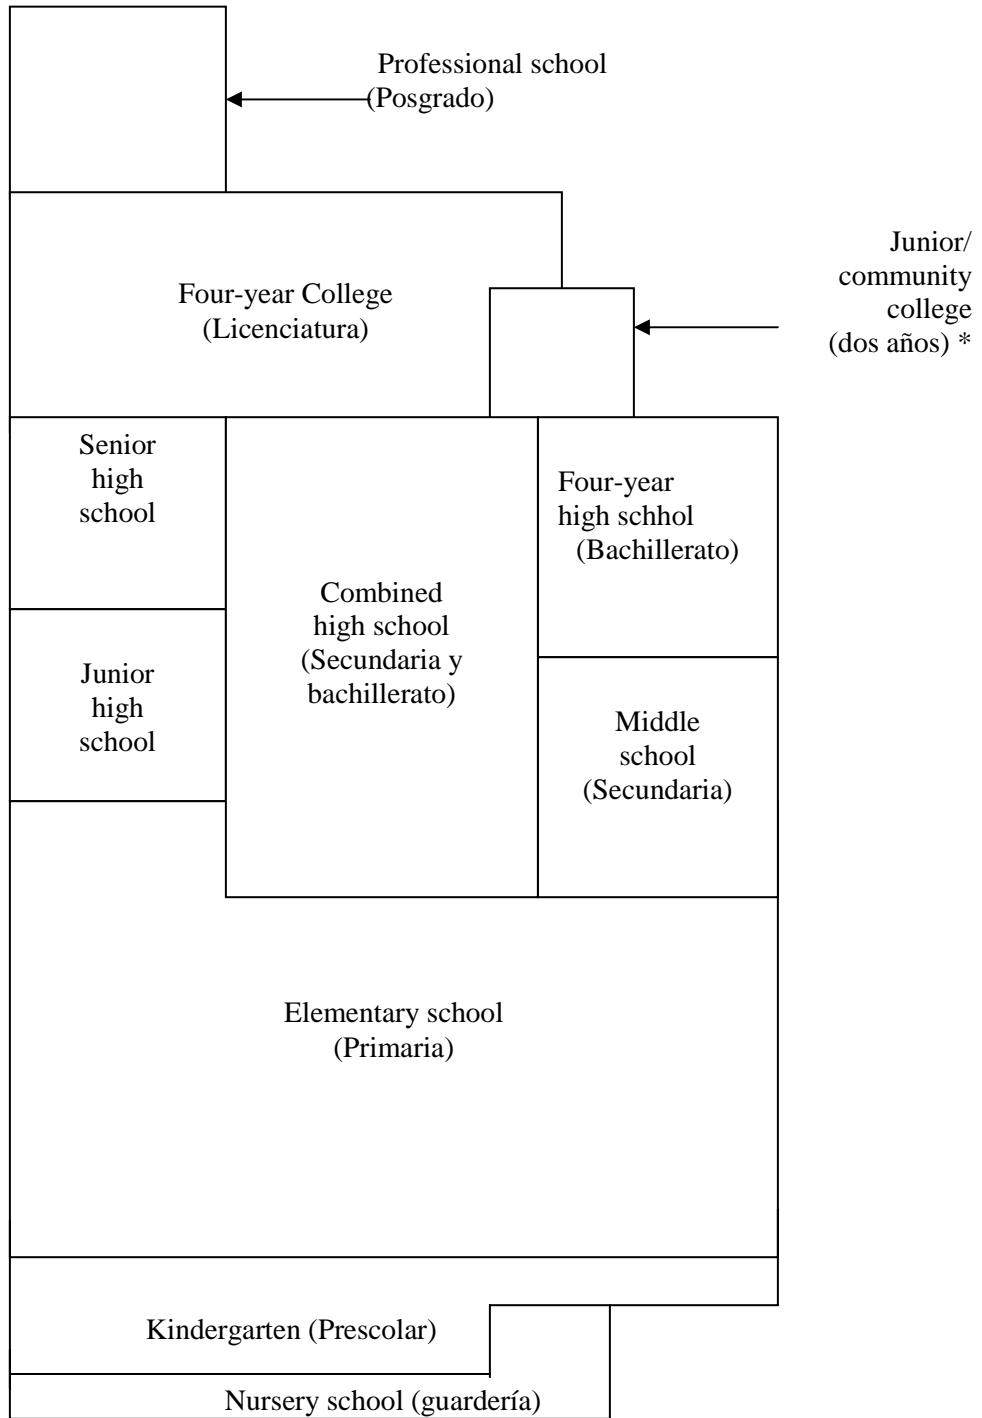 Professional school
(Posgrado)
Junior/
community
college
(dos años) *
Four-year College
(Licenciatura)
Senior
high
school
Four-year
high schhol
(Bachillerato)
Combined
high school
(Secundaria y
bachillerato)
Junior
high
school
Middle
school
(Secundaria)
Elementary school
(Primaria)
Kindergarten (Prescolar)
Nursery school (guardería)